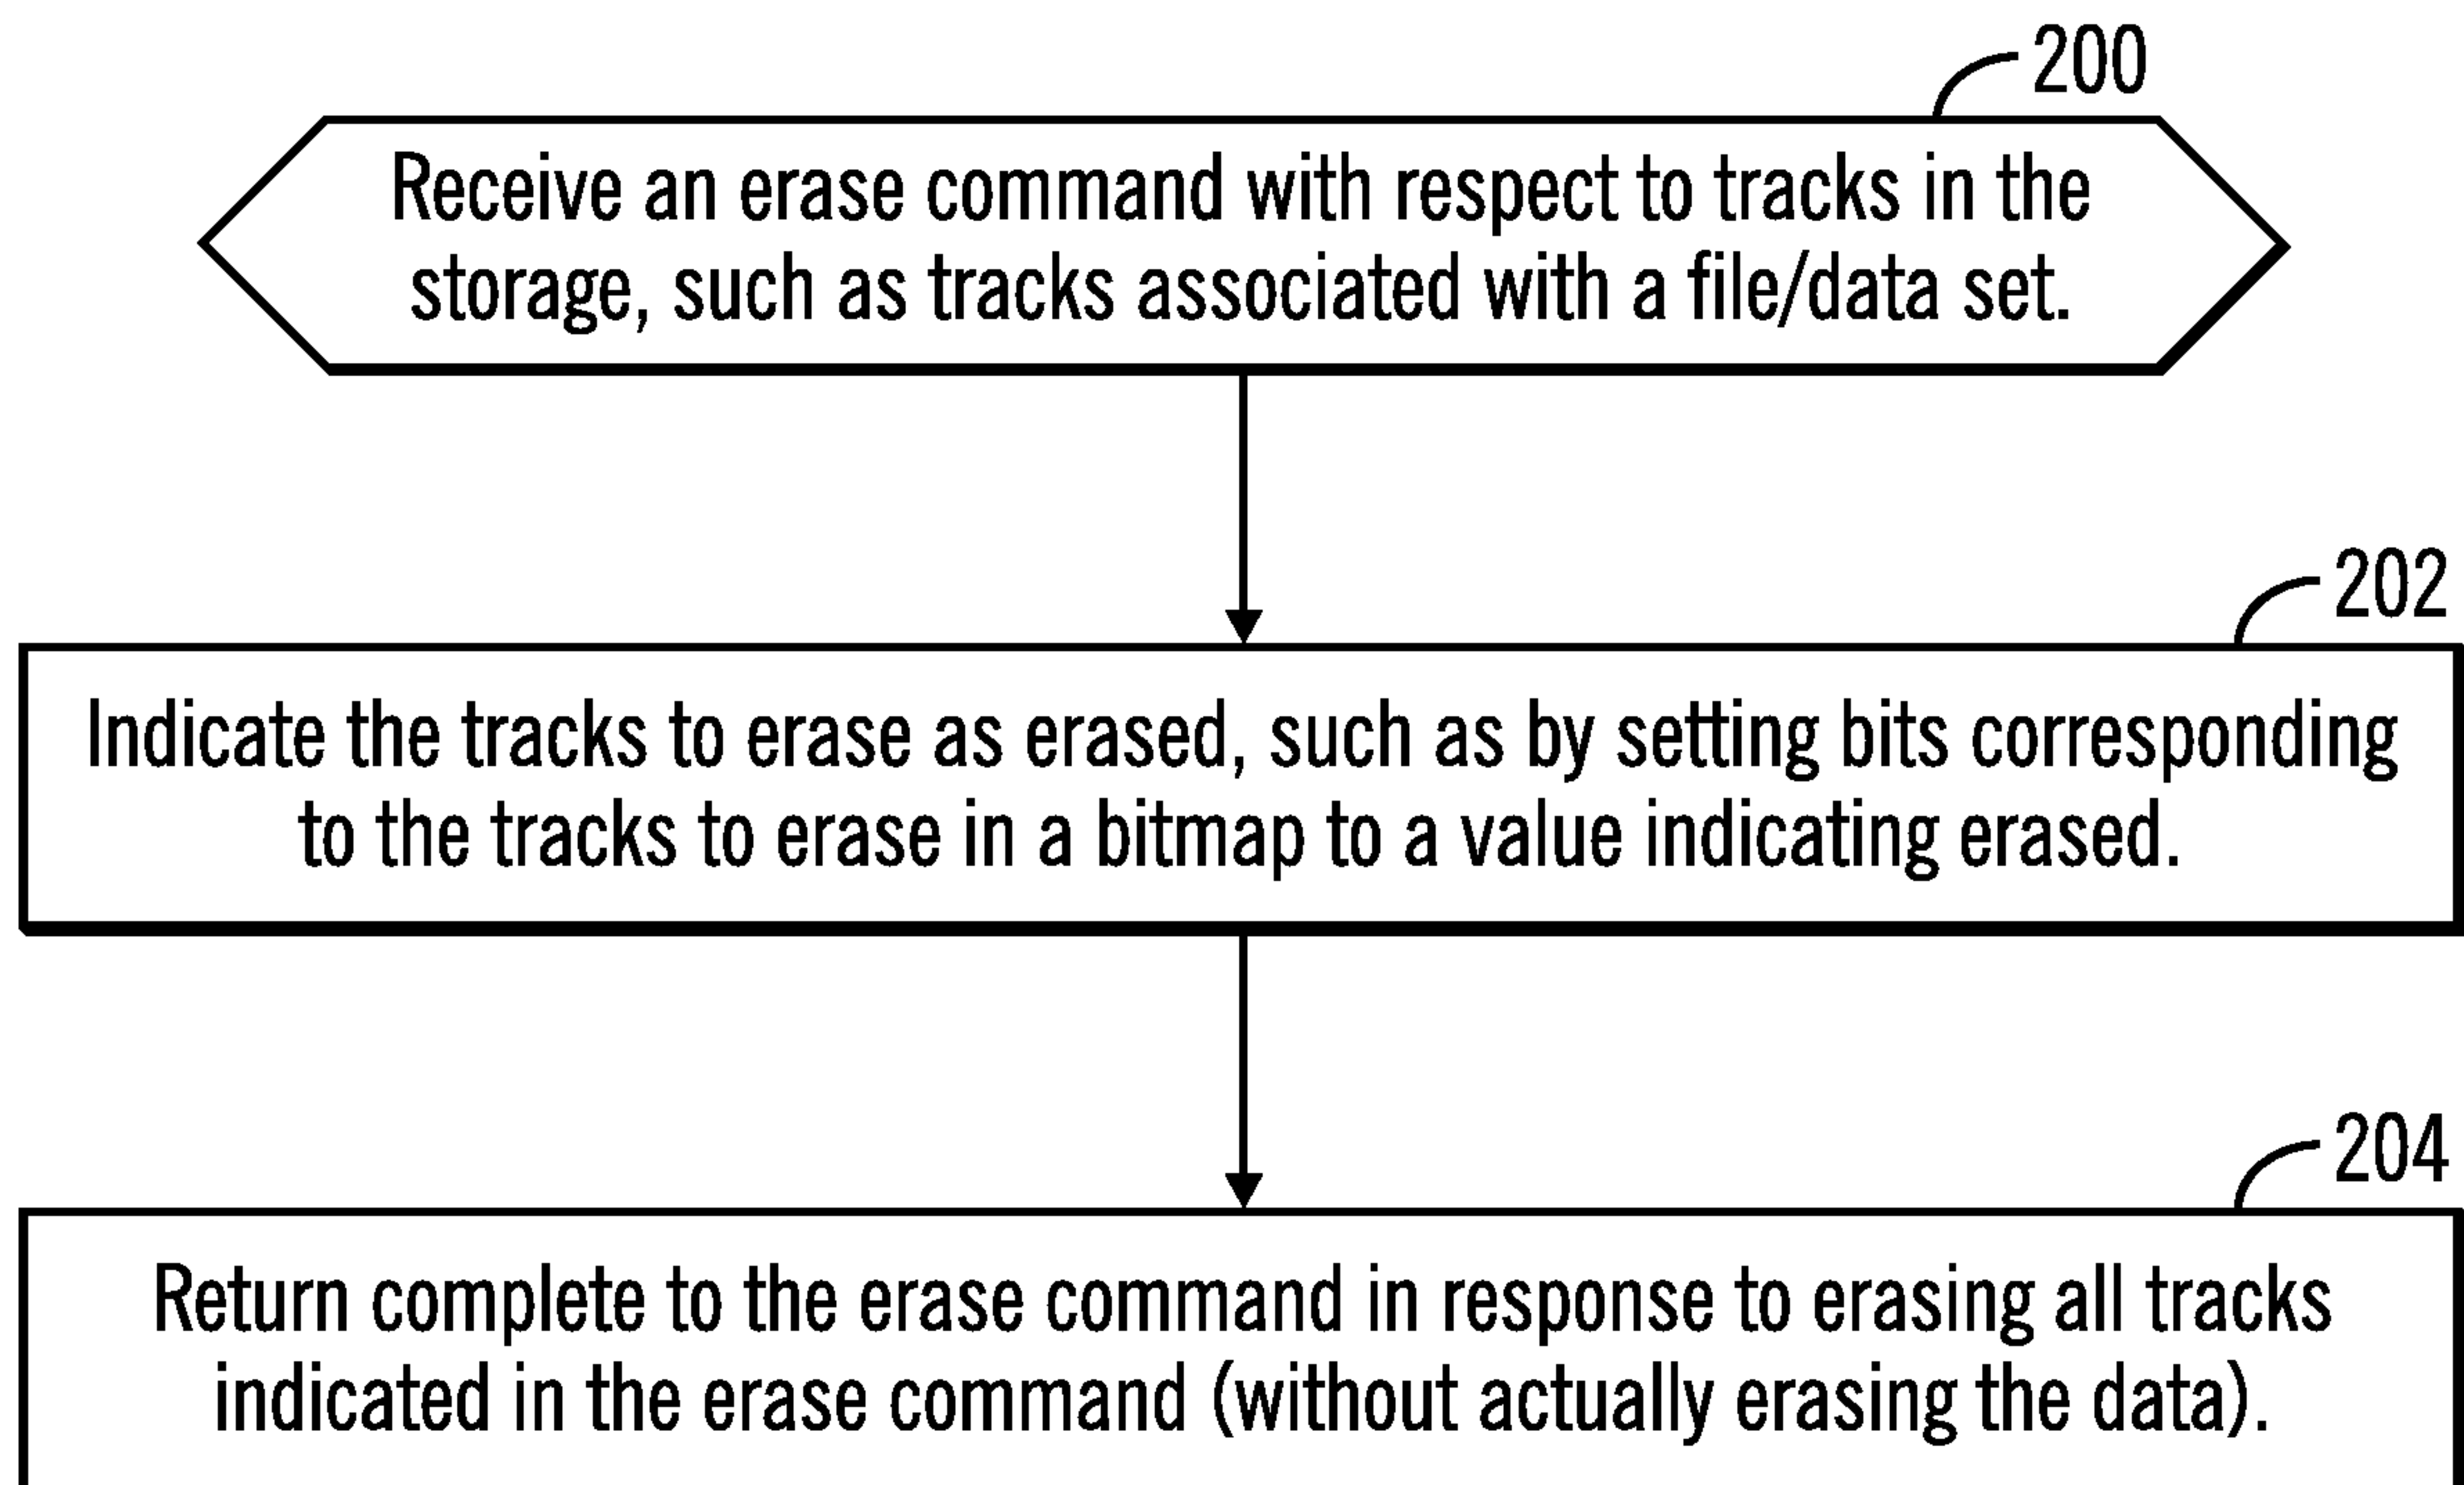 200
Receive an erase command with respect to tracks in the
storage, such as tracks associated with a file/data set.
202
Indicate the tracks to erase as erased, such as by setting bits corresponding
to the tracks to erase in a bitmap to a value indicating erased.
204
Return complete to the erase command in response to erasing all tracks
indicated in the erase command (without actually erasing the data).